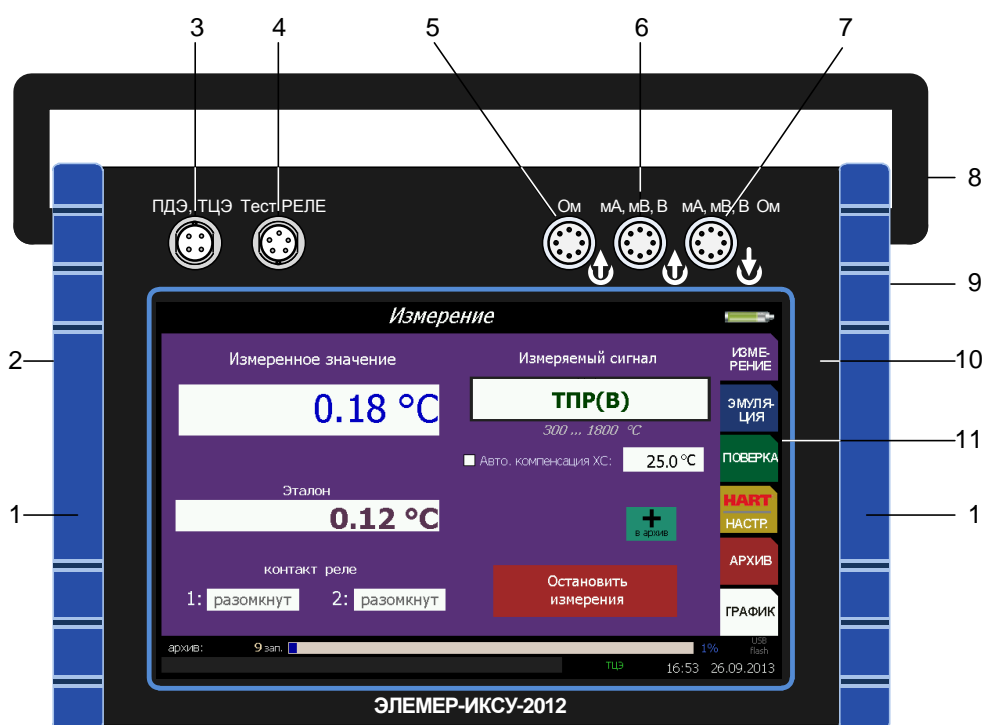 3 4 5 6 7
8
ПДЭ, ТЦЭ Тест РЕЛЕ Ом мА, мВ, В мА, мВ, В Ом
9
Измерение
2
10
Измеренное значение Измеряемый сигнал ИЗМЕ-
РЕНИЕ
0.18 °C ТПР(В) ЭМУЛЯ-
ЦИЯ
300 ... 1800 °C
11
Авто. компенсация ХС: 25.0 °C ПОВЕРКА
Эталон
0.12 °C HART
НАСТР.
1 1
+
в архив
контакт реле АРХИВ
1: разомкнут 2: разомкнут Остановить
измерения
ГРАФИК
архив: 9 зап. 1% USB
flash
ТЦЭ 16:53 26.09.2013
ЭЛЕМЕР-ИКСУ-2012